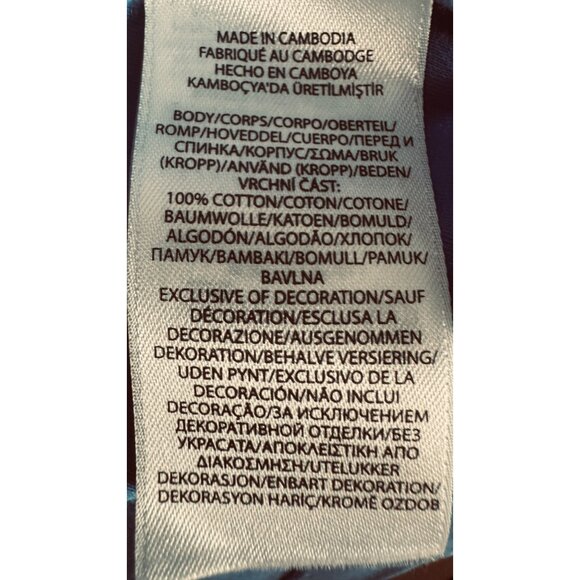 MADE IN CAMBODIA
FABRIQUÉ AU CAMBODGE
HECHO EN CAMBOYA
KAMBOÇYA'DA ÜRETİLMİŞTİR
BODY/CORPS/CORPO/OBERTEIL/
ROMP/HOVEDDEL/CUERPO/ПЕРЕД И
СПИНКА/КОРПУС/ΣΩΜΑ/BRUK
(KROPP)/ANVÄND (KROPP)/BEDEN/
VRCHNÍ ČÁST:
100% COTTON/COTON/COTONE/
BAUMWOLLE/KATOEN/BOMULD/
ALGODÓN/ALGODÃO/ХЛОПОК/
ПАМУК/BAMBAKI/BOMULL/PAMUK/
BAVLNA
EXCLUSIVE OF DECORATION/SAUF
DÉCORATION/ESCLUSA LA
DECORAZIONE/AUSGENOMMEN
DEKORATION/BEHALVE VERSIERING/
UDEN PYNT/EXCLUSIVO DE LA
DECORACIÓN/NÃO INCLUI
DECORAÇÃO/ЗА ИСКЛЮЧЕНИЕМ
ДЕКОРАТИВНОЙ ОТДЕЛКИ/БЕЗ
УКРАСАТА/ΑΠΟΚΛΕΙΣΤΙΚΗ ΑΠΟ
ΔΙΑΚΟΣΜΗΣΗ/UTELUKKER
DEKORASJON/ENBART DEKORATION/
DEKORASYON HARİÇ/KROMĚ OZDOB